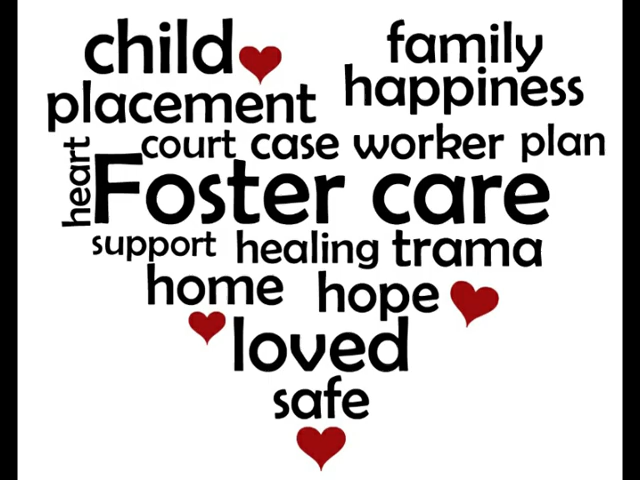 child family
placement happiness
heart court case worker plan
Foster care
support healing trama
home hope
loved
safe